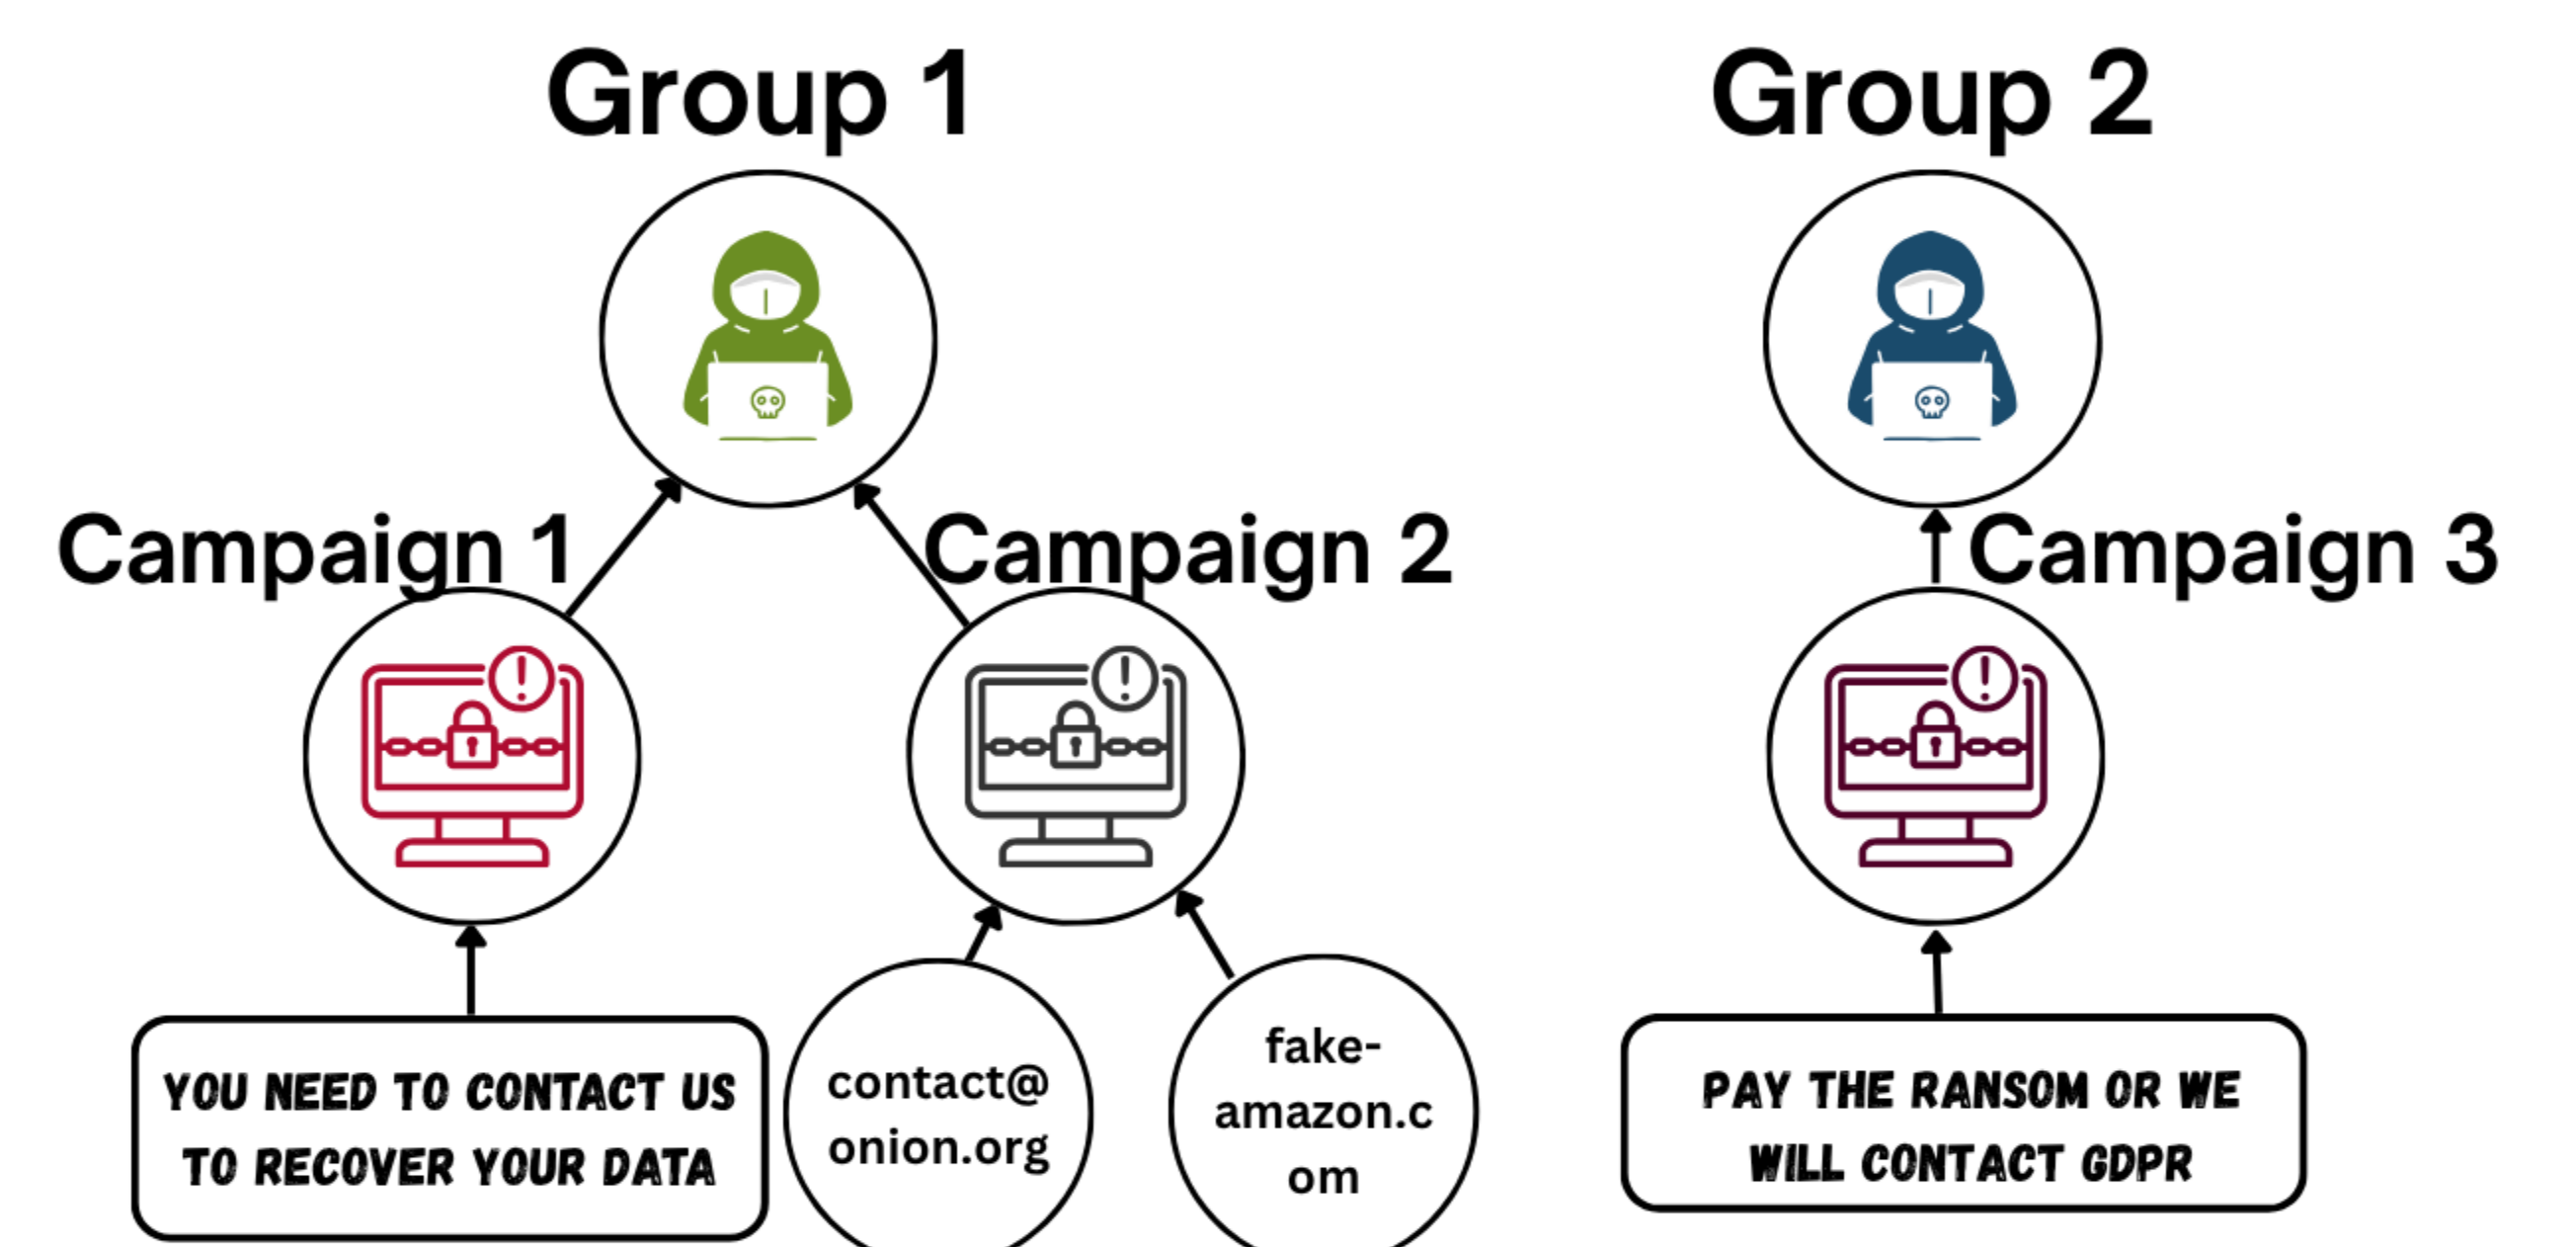 Group 1
Group 2
Campaign 1
Campaign 2
Campaign 3
YOU NEED TO CONTACT US
TO RECOVER YOUR DATA
contact@
onion.org
fake-
amazon.c
om
PAY THE RANSOM OR WE
WILL CONTACT GDPR